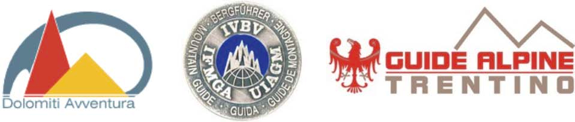 Dolomiti Avventura
MOUNTAIN GUIDE · BERGFÜHRER · GUIDE DE MONTAGNE · GUIDA
IVBV
IFMGA UIAGM
GUIDE ALPINE
TRENTINO